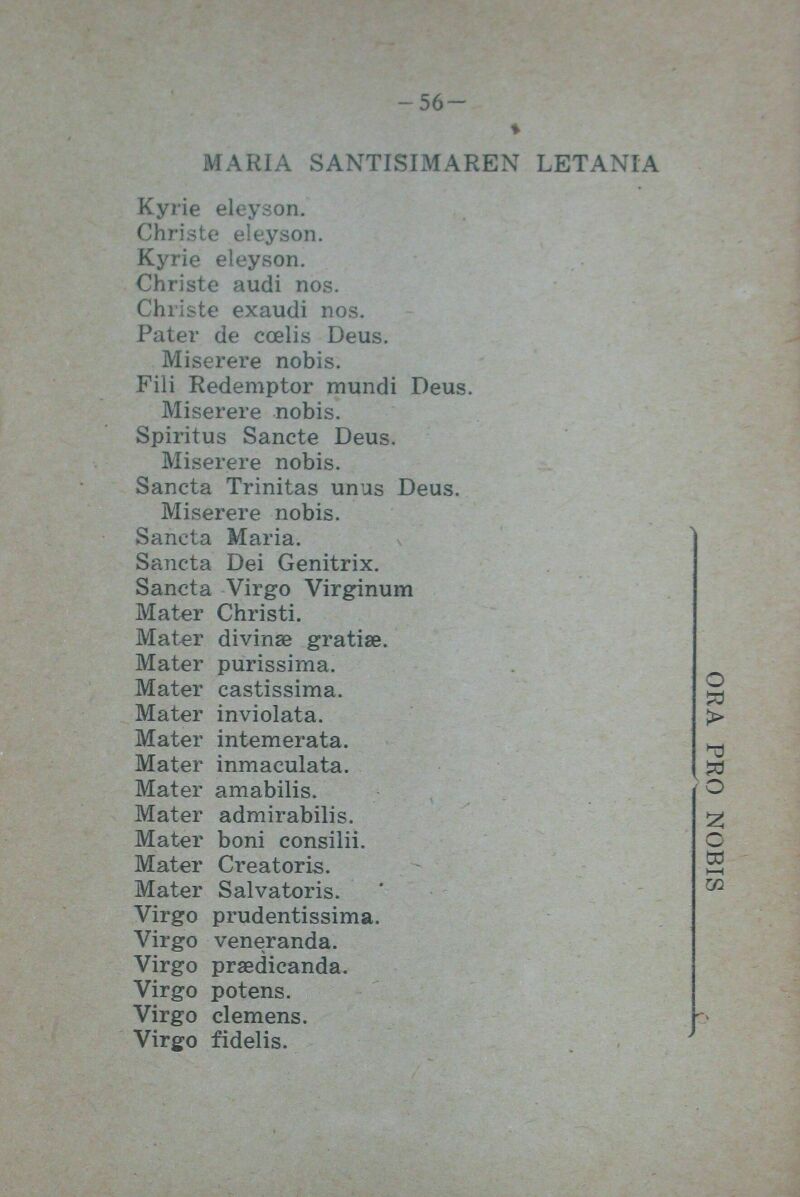 -56-
MARIA SANTISIMAREN LETANIA
Kyrie eleyson.
Christe eleyson.
Kyrie eleyson.
Christe audi nos.
Christe exaudi nos.
Pater de cœlis Deus.
Miserere nobis.
Fili Redemptor mundi Deus.
Miserere nobis.
Spiritus Sancte Deus.
Miserere nobis.
Sancta Trinitas unus Deus.
Miserere nobis.
Sancta Maria.
Sancta Dei Genitrix.
Sancta Virgo Virginum
Mater Christi.
Mater divinæ gratiæ.
Mater purissima.
Mater castissima.
Mater inviolata.
Mater intemerata.
Mater inmaculata.
Mater amabilis.
Mater admirabilis.
Mater boni consilii.
Mater Creatoris.
Mater Salvatoris.
Virgo prudentissima.
Virgo veneranda.
Virgo prædicanda.
Virgo potens.
Virgo clemens.
Virgo fidelis.
ORA PRO NOBIS